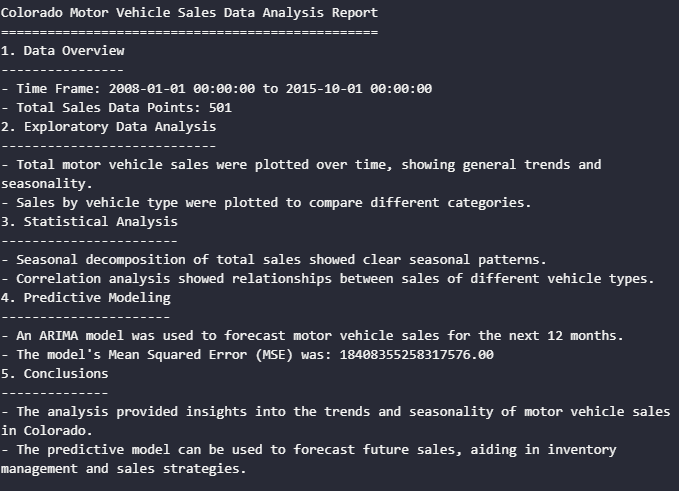 Colorado Motor Vehicle Sales Data Analysis Report
=================================================
1. Data Overview
----------------
- Time Frame: 2008-01-01 00:00:00 to 2015-10-01 00:00:00
- Total Sales Data Points: 501
2. Exploratory Data Analysis
----------------------------
- Total motor vehicle sales were plotted over time, showing general trends and
seasonality.
- Sales by vehicle type were plotted to compare different categories.
3. Statistical Analysis
-----------------------
- Seasonal decomposition of total sales showed clear seasonal patterns.
- Correlation analysis showed relationships between sales of different vehicle types.
4. Predictive Modeling
----------------------
- An ARIMA model was used to forecast motor vehicle sales for the next 12 months.
- The model's Mean Squared Error (MSE) was: 18408355258317576.00
5. Conclusions
--------------
- The analysis provided insights into the trends and seasonality of motor vehicle sales
in Colorado.
- The predictive model can be used to forecast future sales, aiding in inventory
management and sales strategies.